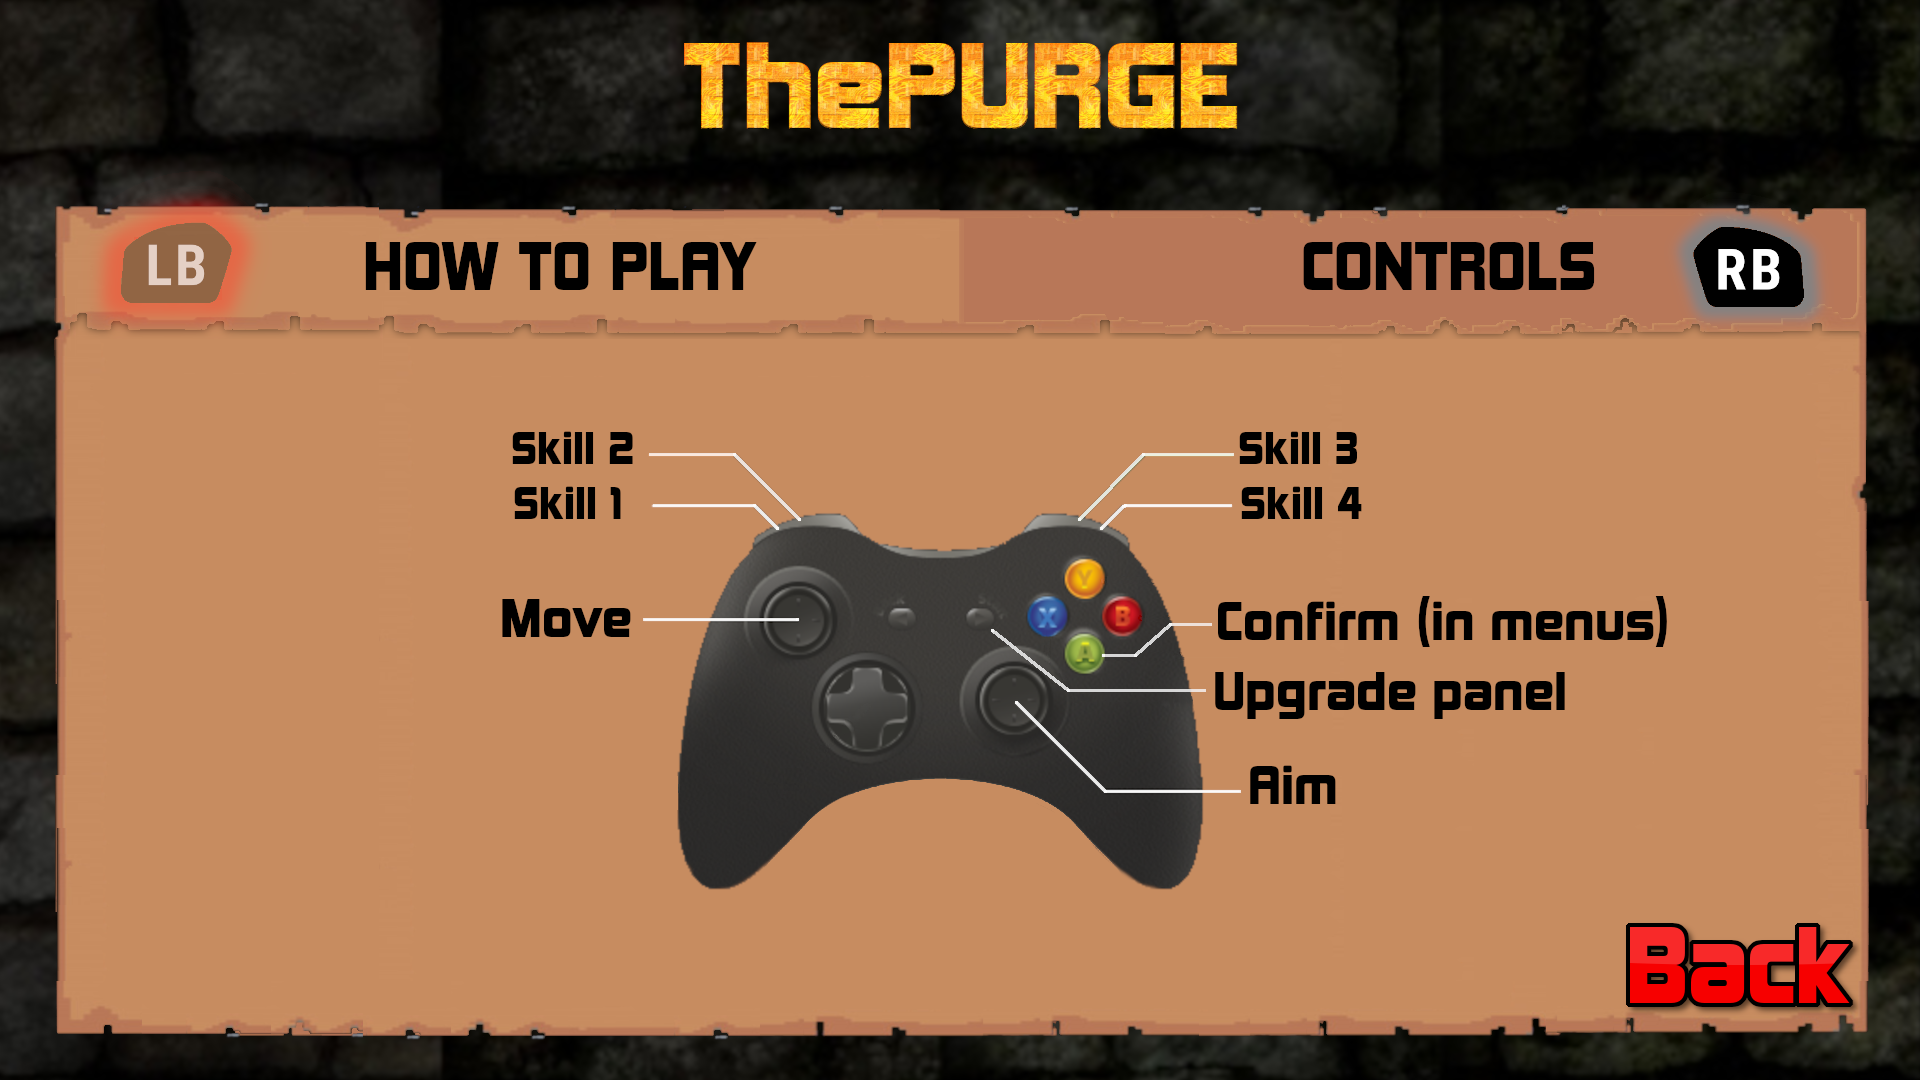 ThePURGE
LB HOW TO PLAY CONTROLS RB
Skill 2 Skill 3
Skill 1 Skill 4
Y
X B
Move Confirm (in menus)
A
Upgrade panel
Aim
Back